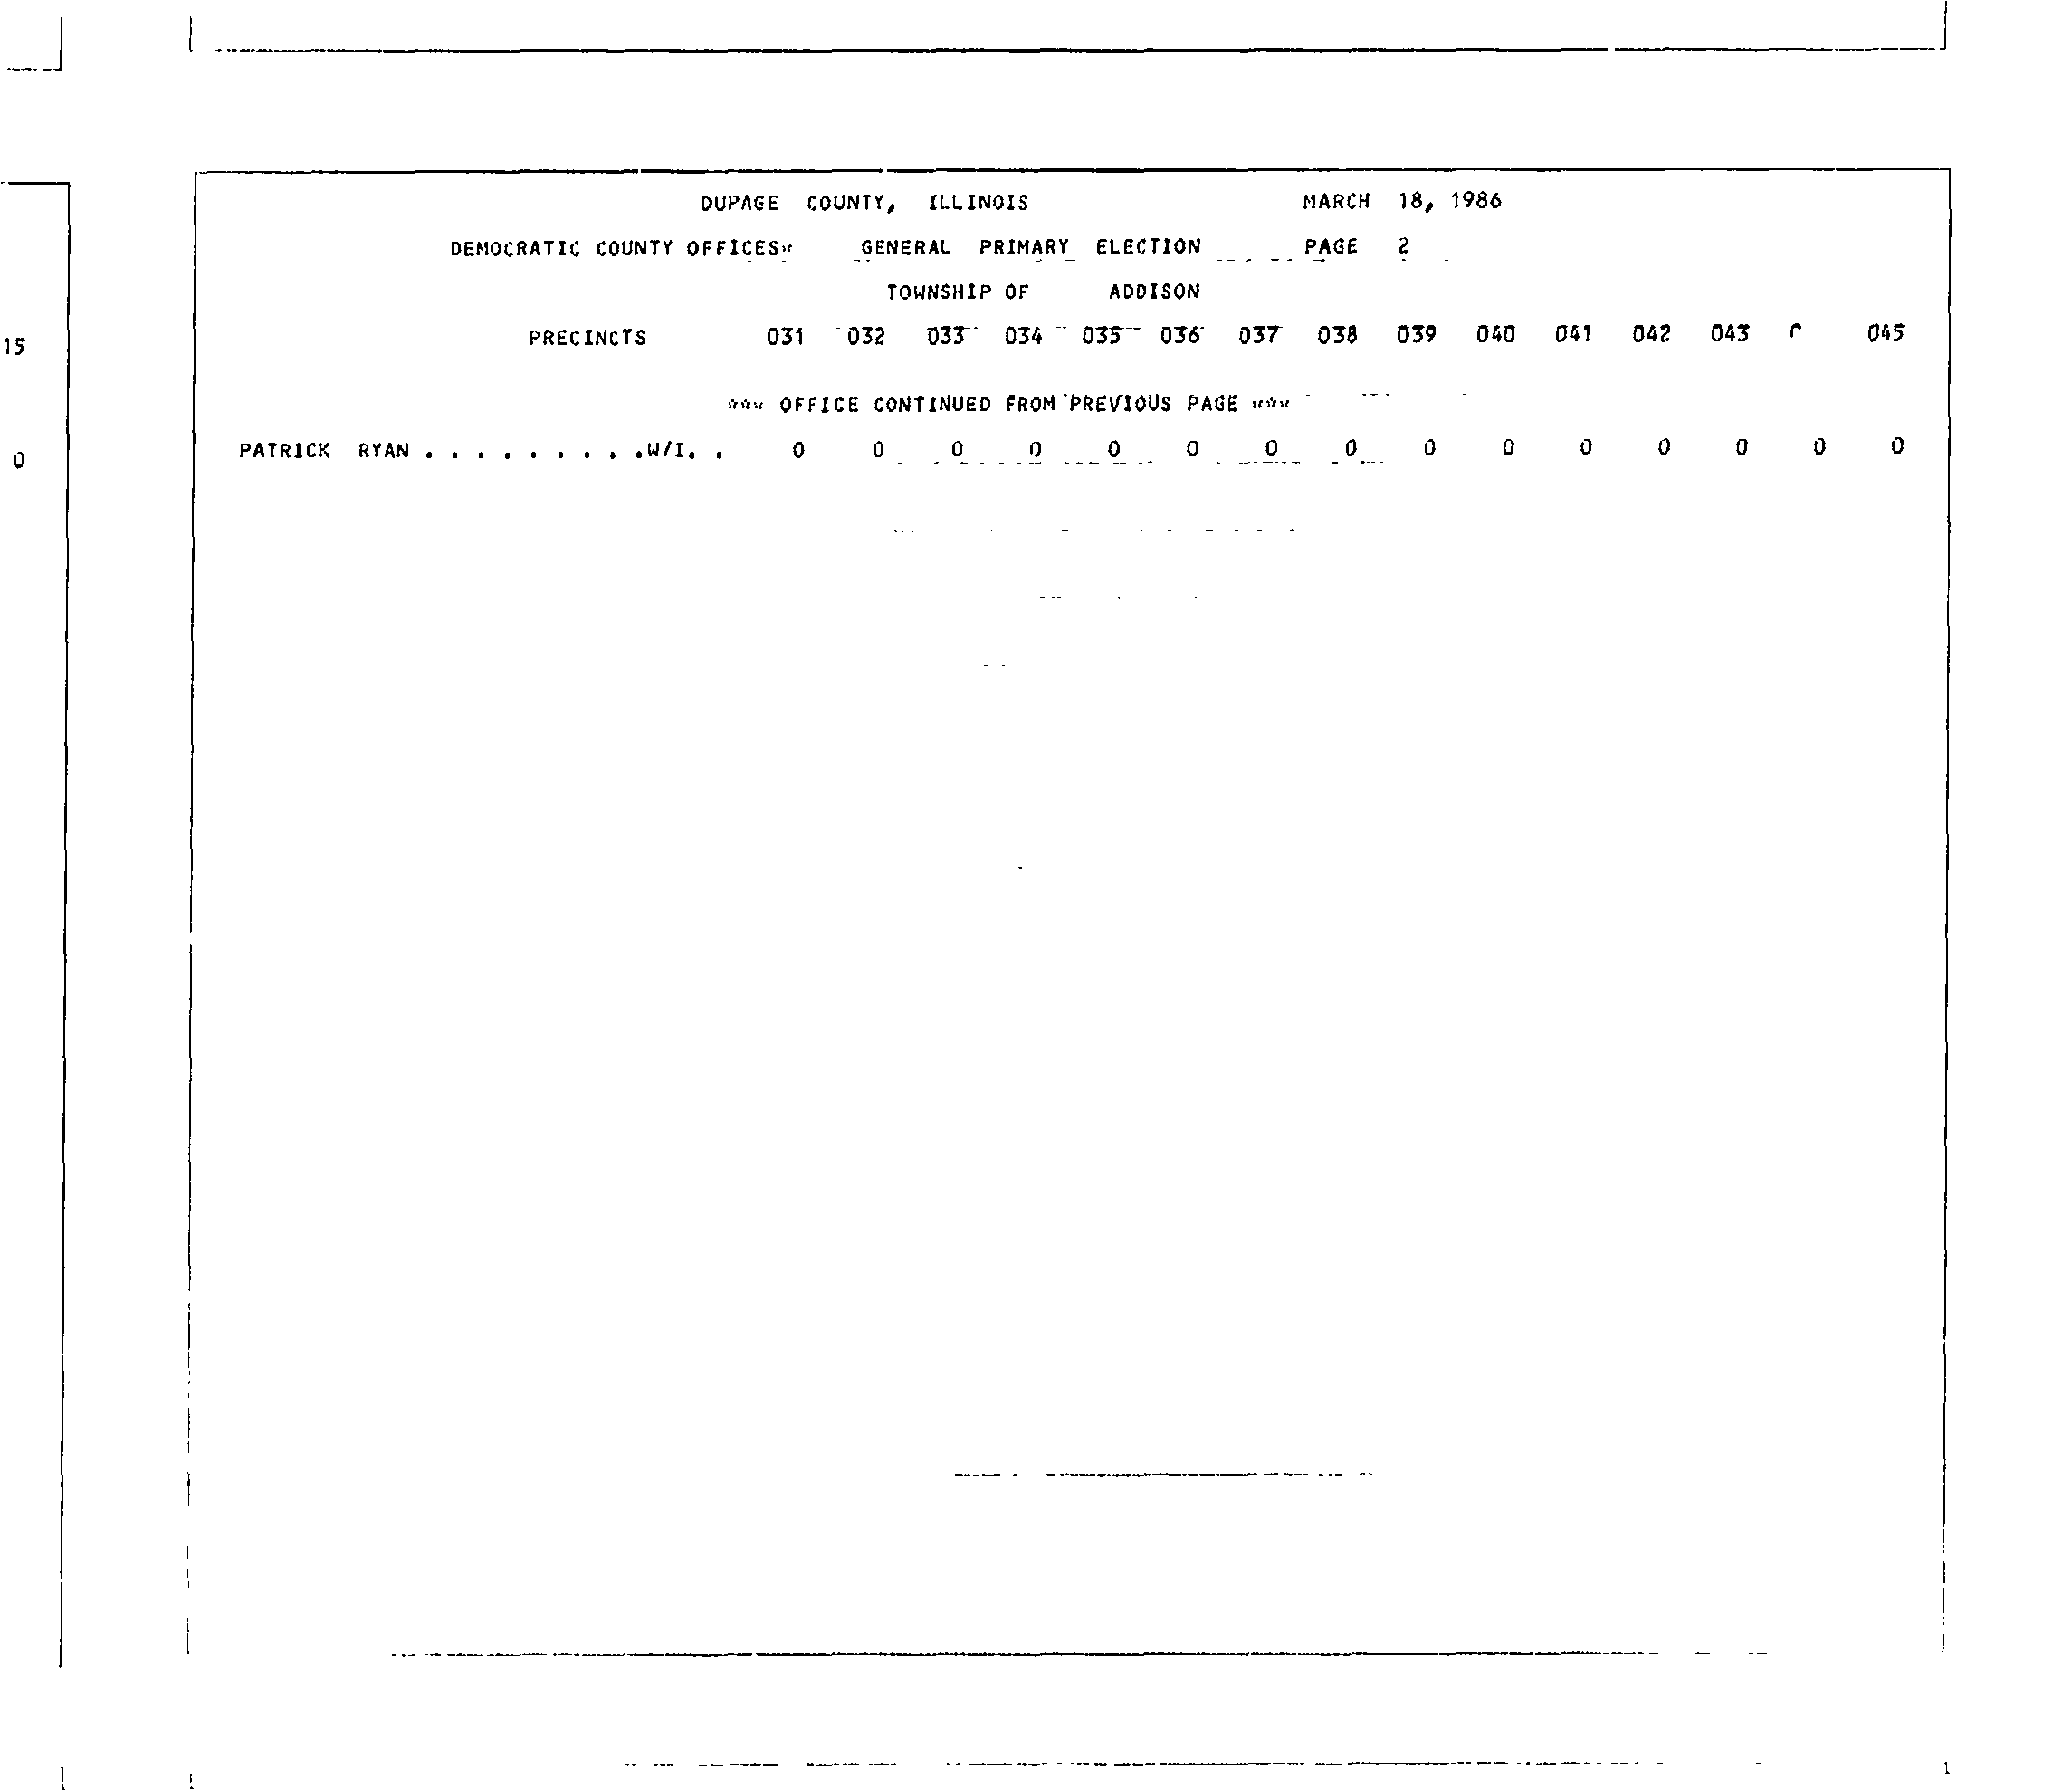 DUPAGE COUNTY, ILLINOIS MARCH 18, 1986
DEMOCRATIC COUNTY OFFICES* GENERAL PRIMARY ELECTION PAGE 2
TOWNSHIP OF ADDISON
15
PRECINCTS 031 032 033 034 035 036 037 038 039 040 041 042 043 045
*** OFFICE CONTINUED FROM PREVIOUS PAGE ***
0
PATRICK RYAN . . . . . . . . .W/I. . 0 0 0 0 0 0 0 0 0 0 0 0 0 0 0